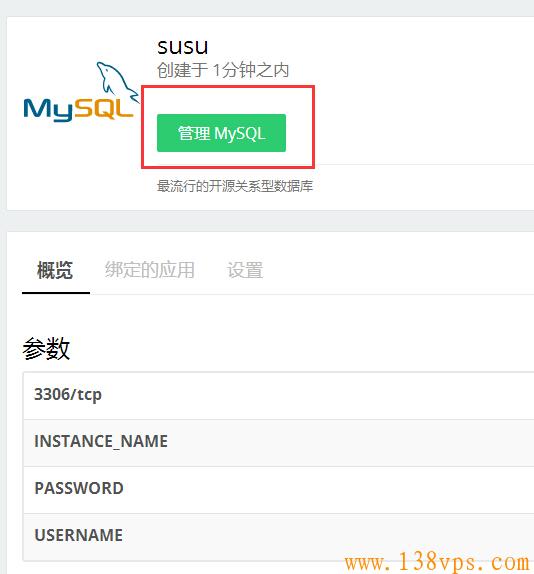 susu
创建于 1分钟之内
MySQL
管理 MySQL
最流行的开源关系型数据库
概览 绑定的应用 设置
参数
3306/tcp
INSTANCE_NAME
PASSWORD
USERNAME
www.138vps.com